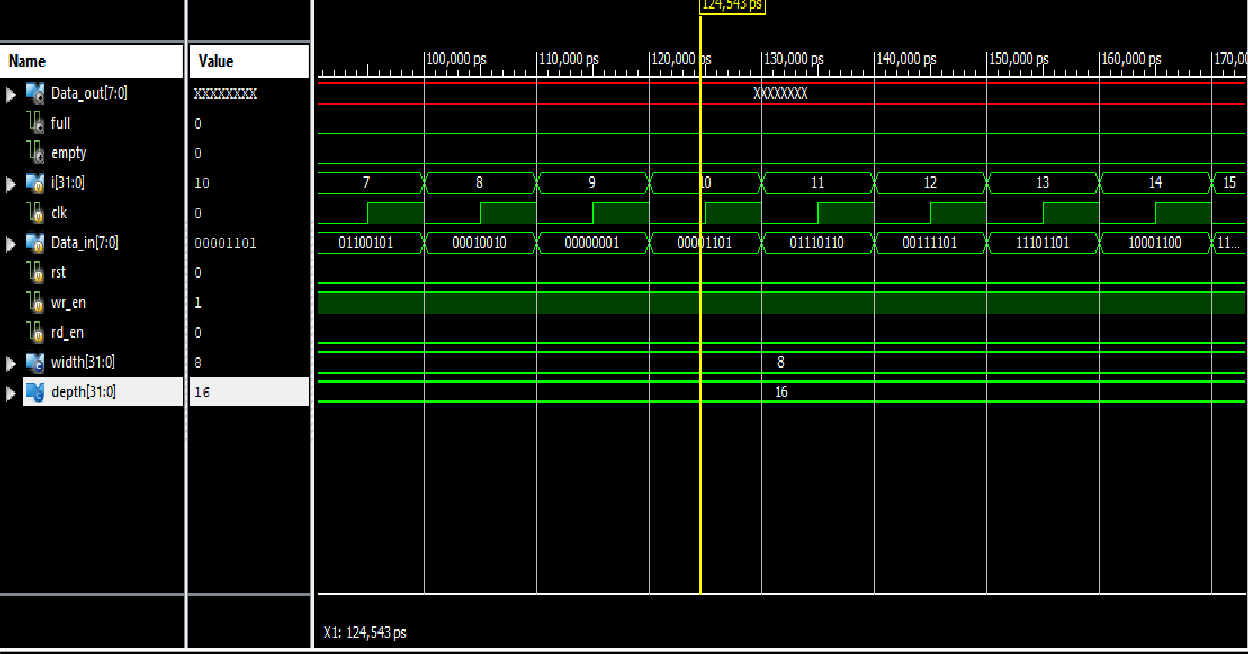 124,543 ps
Name Value 100,000 ps 110,000 ps 120,000 ps 130,000 ps 140,000 ps 150,000 ps 160,000 ps 170,0
Data_out[7:0] XXXXXXXX XXXXXXXX
full 0
empty 0
i[31:0] 10 7 8 9 10 11 12 13 14 15
clk 0
Data_in[7:0] 00001101 01100101 00010010 00000001 00001101 01110110 00111101 11101101 10001100 11...
rst 0
wr_en 1
rd_en 0
width[31:0] 8 8
depth[31:0] 16 16
X1: 124,543 ps